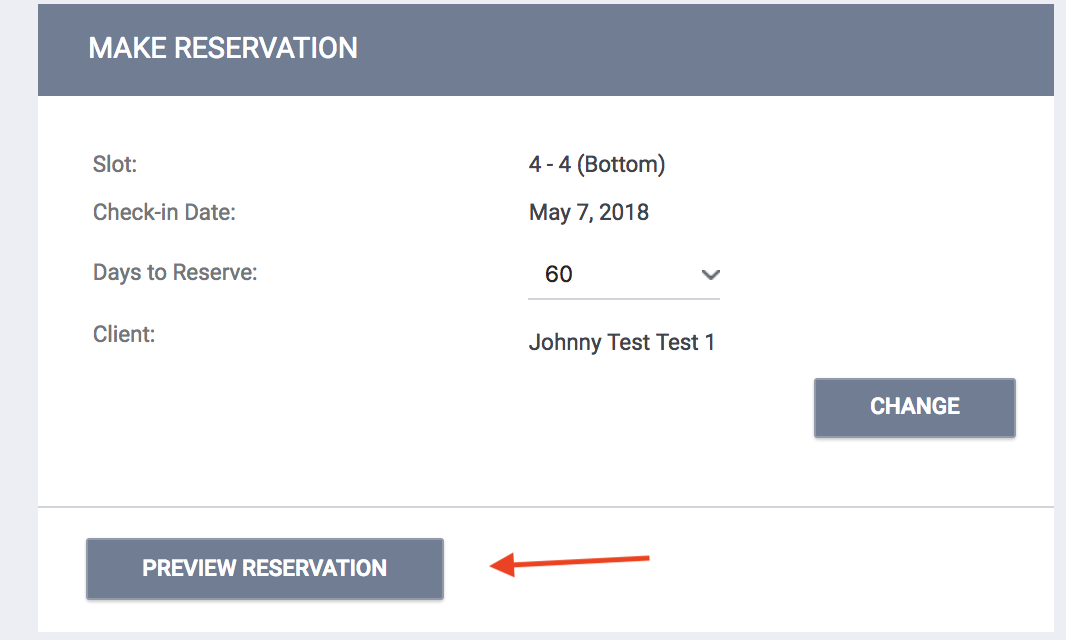 MAKE RESERVATION
Slot: 4 - 4 (Bottom)
Check-in Date: May 7, 2018
Days to Reserve: 60
Client: Johnny Test Test 1
CHANGE
PREVIEW RESERVATION